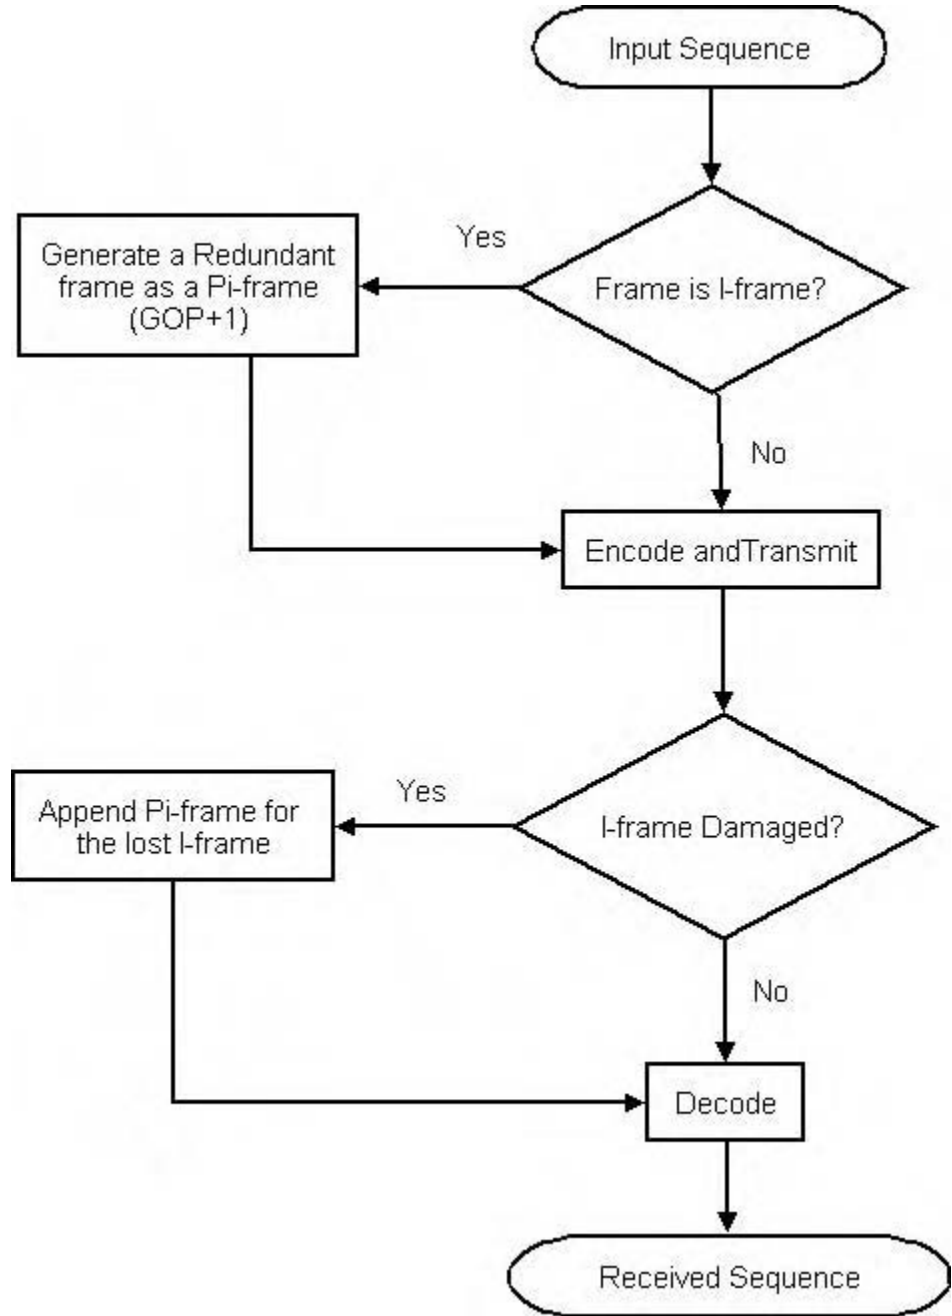 Input Sequence
Yes
Generate a Redundant
frame as a Pi-frame
(GOP+1)
Frame is I-frame?
No
Encode andTransmit
Yes
Append Pi-frame for
the lost I-frame
I-frame Damaged?
No
Decode
Received Sequence